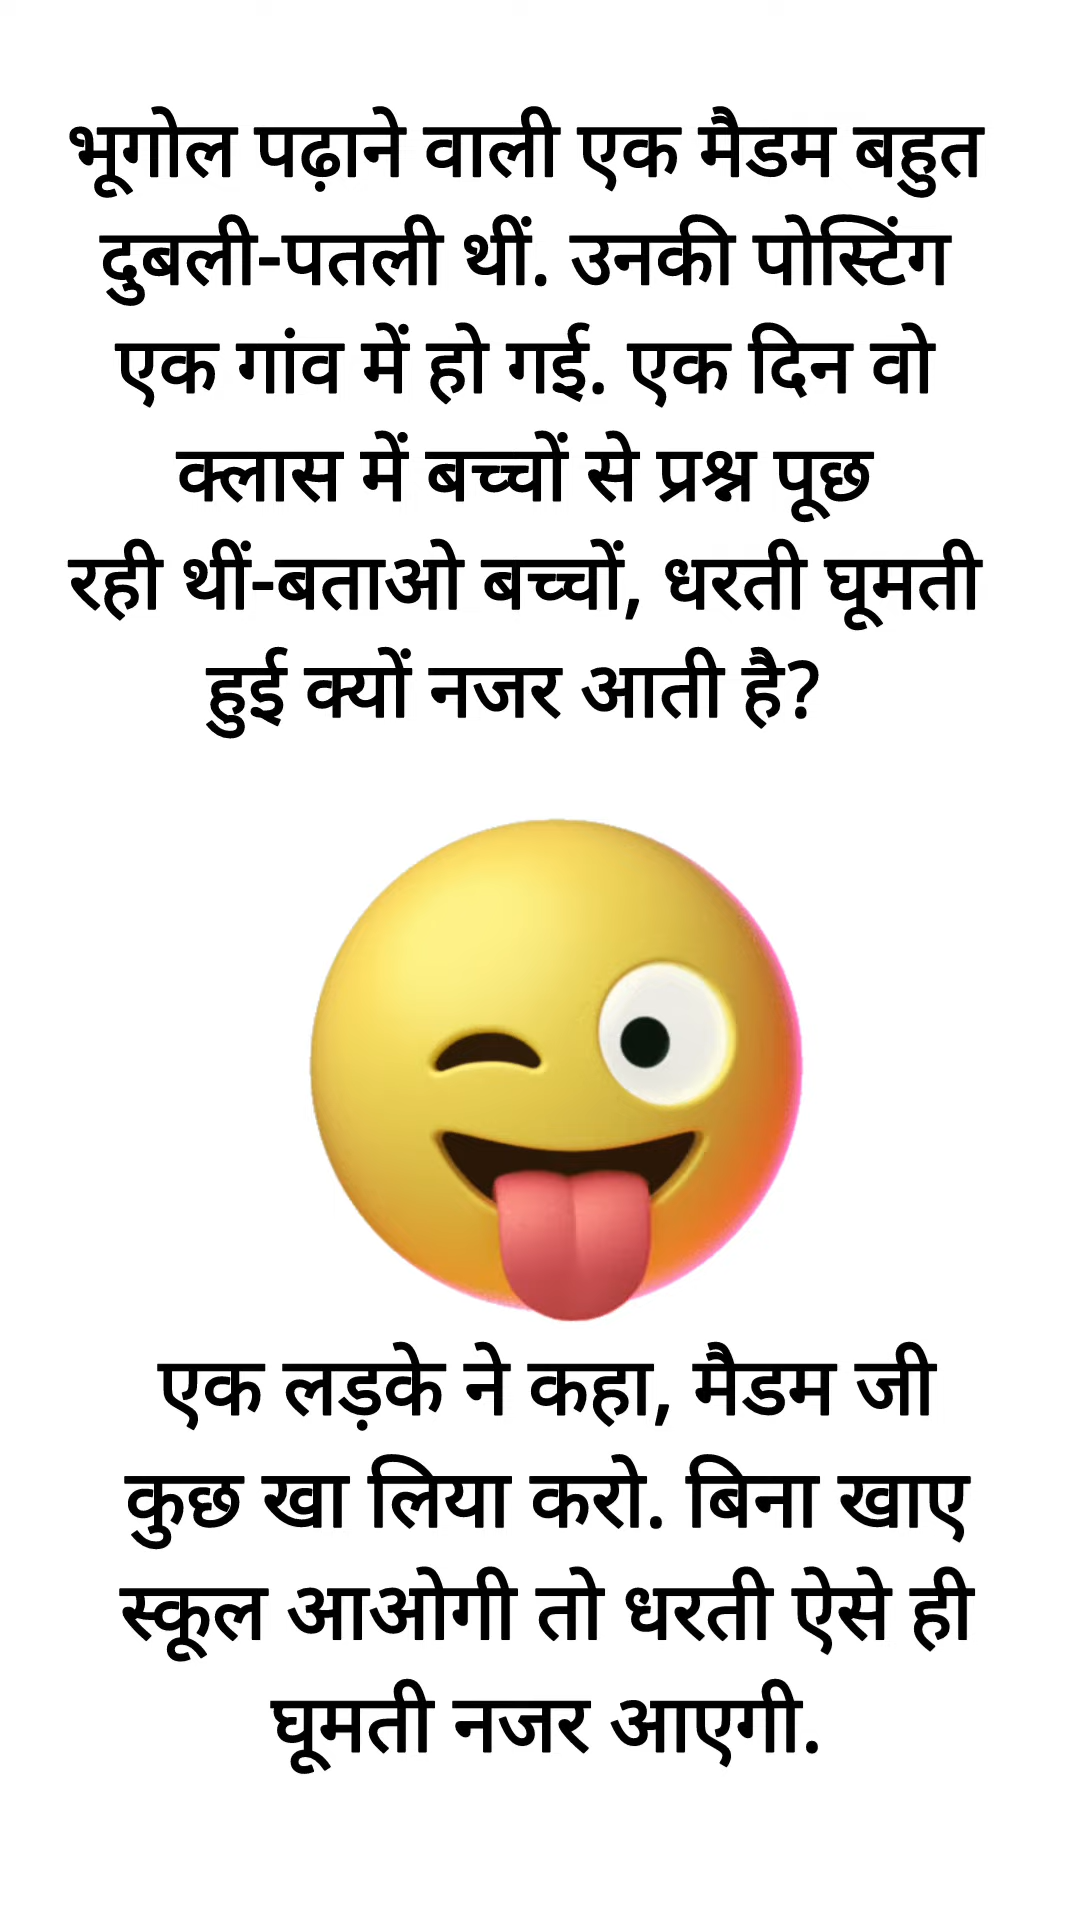 भूगोल पढ़ाने वाली एक मैडम बहुत
दुबली-पतली थीं. उनकी पोस्टिंग
एक गांव में हो गई. एक दिन वो
क्लास में बच्चों से प्रश्न पूछ
रही थीं-बताओ बच्चों, धरती घूमती
हुई क्यों नजर आती है?
एक लड़के ने कहा, मैडम जी
कुछ खा लिया करो. बिना खाए
स्कूल आओगी तो धरती ऐसे ही
घूमती नजर आएगी.